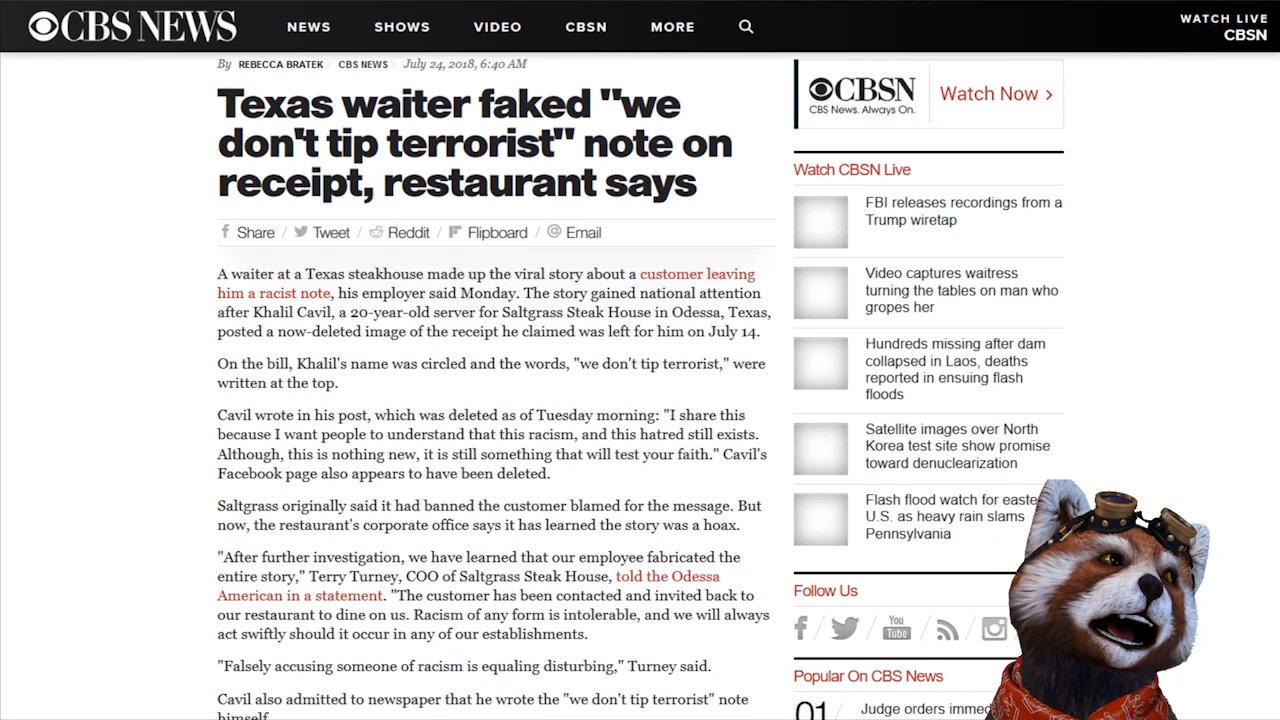 CBS NEWS
NEWS
SHOWS
VIDEO
CBSN
MORE
WATCH LIVE
CBSN
By REBECCA BRATEK / CBS NEWS / July 24, 2018, 6:40 AM
Texas waiter faked "we
don't tip terrorist" note on
receipt, restaurant says
Share / Tweet / Reddit / Flipboard / Email
A waiter at a Texas steakhouse made up the viral story about a customer leaving
him a racist note, his employer said Monday. The story gained national attention
after Khalil Cavil, a 20-year-old server for Saltgrass Steak House in Odessa, Texas,
posted a now-deleted image of the receipt he claimed was left for him on July 14.
On the bill, Khalil's name was circled and the words, "we don't tip terrorist," were
written at the top.
Cavil wrote in his post, which was deleted as of Tuesday morning: "I share this
because I want people to understand that this racism, and this hatred still exists.
Although, this is nothing new, it is still something that will test your faith." Cavil's
Facebook page also appears to have been deleted.
Saltgrass originally said it had banned the customer blamed for the message. But
now, the restaurant's corporate office says it has learned the story was a hoax.
"After further investigation, we have learned that our employee fabricated the
entire story," Terry Turney, COO of Saltgrass Steak House, told the Odessa
American in a statement. "The customer has been contacted and invited back to
our restaurant to dine on us. Racism of any form is intolerable, and we will always
act swiftly should it occur in any of our establishments.
"Falsely accusing someone of racism is equaling disturbing," Turney said.
Cavil also admitted to newspaper that he wrote the "we don't tip terrorist" note
himself
CBSN
CBS News. Always On.
Watch Now >
Watch CBSN Live
FBI releases recordings from a
Trump wiretap
Video captures waitress
turning the tables on man who
gropes her
Hundreds missing after dam
collapsed in Laos, deaths
reported in ensuing flash
floods
Satellite images over North
Korea test site show promise
toward denuclearization
Flash flood watch for easte
U.S. as heavy rain slams
Pennsylvania
Follow Us
You
Tube
Popular On CBS News
01 / Judge orders immed